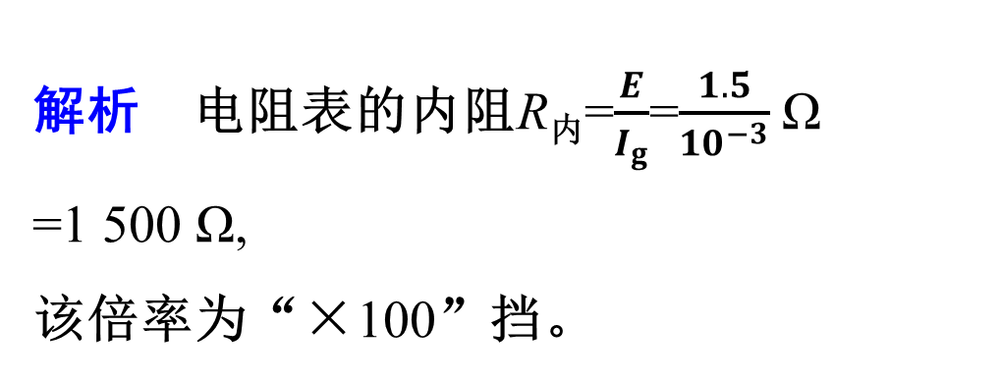 解析 电阻表的内阻R内=E/Ig=1.5/10⁻³ Ω
=1 500 Ω,
该倍率为“×100”挡。